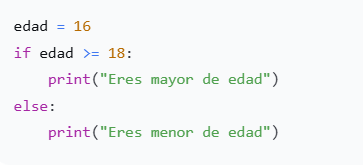 edad = 16
if edad >= 18:
    print("Eres mayor de edad")
else:
    print("Eres menor de edad")